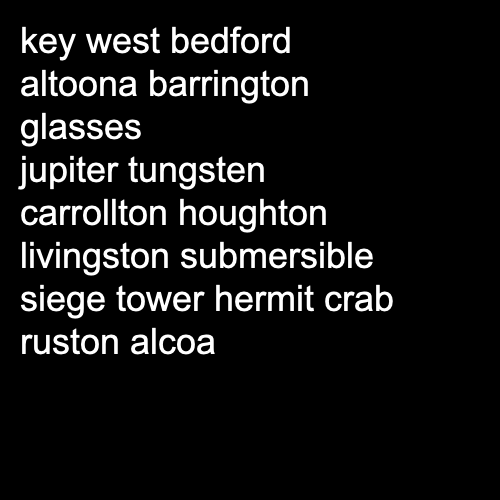 key west bedford
altoona barrington
glasses
jupiter tungsten
carrollton houghton
livingston submersible
siege tower hermit crab
ruston alcoa